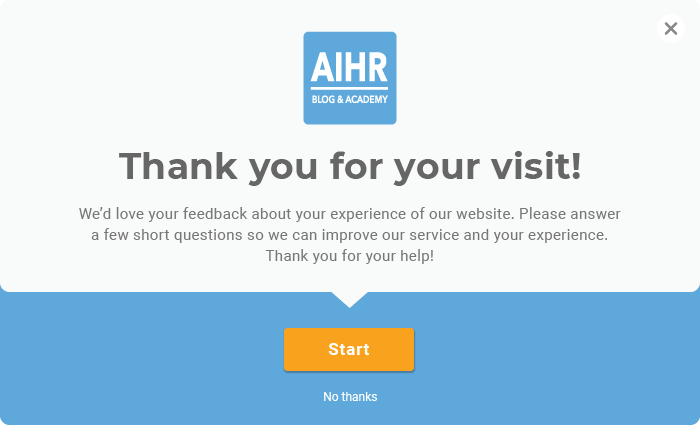 AIHR
BLOG & ACADEMY
Thank you for your visit!
We’d love your feedback about your experience of our website. Please answer
a few short questions so we can improve our service and your experience.
Thank you for your help!
Start
No thanks